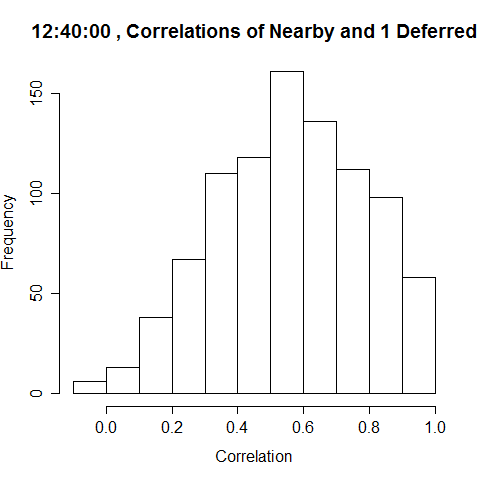 12:40:00 , Correlations of Nearby and 1 Deferred
Frequency
150
100
50
0
0.0 0.2 0.4 0.6 0.8 1.0
Correlation